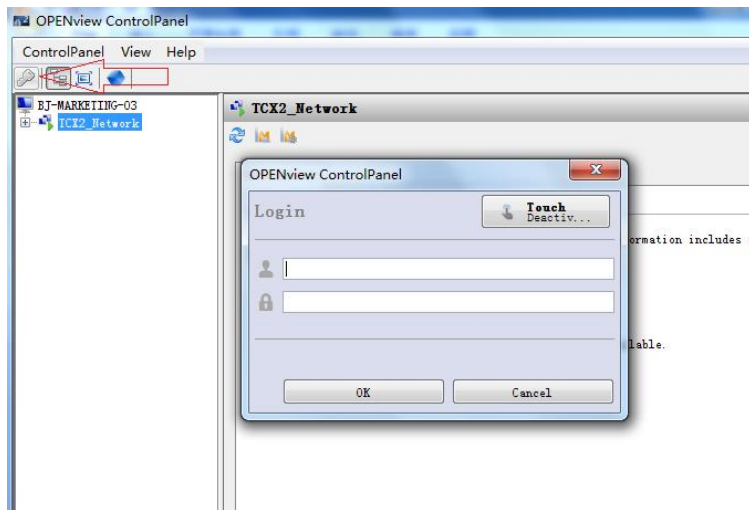 OPENview ControlPanel
ControlPanel View Help
BJ-MARKETIING-03
TCX2_Network
TCX2_Network
OPENview ControlPanel
Login
Touch
Deactiv...
ormation includes
lable.
OK
Cancel